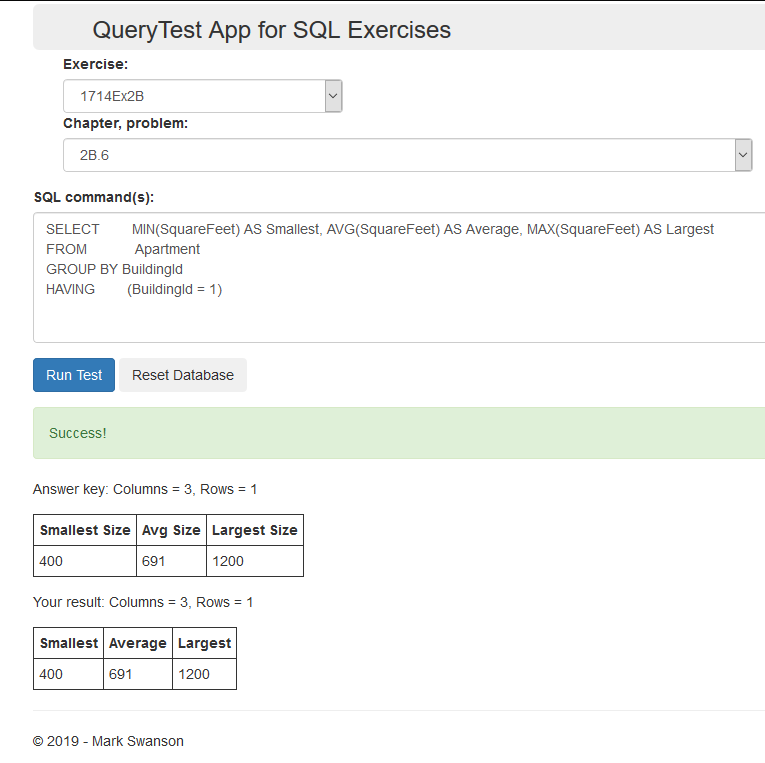 QueryTest App for SQL Exercises
Exercise:
1714Ex2B
Chapter, problem:
2B.6
SQL command(s):
SELECT MIN(SquareFeet) AS Smallest, AVG(SquareFeet) AS Average, MAX(SquareFeet) AS Largest
FROM Apartment
GROUP BY BuildingId
HAVING (BuildingId = 1)
Run Test Reset Database
Success!
Answer key: Columns = 3, Rows = 1
Smallest Size Avg Size Largest Size
400 691 1200
Your result: Columns = 3, Rows = 1
Smallest Average Largest
400 691 1200
© 2019 - Mark Swanson